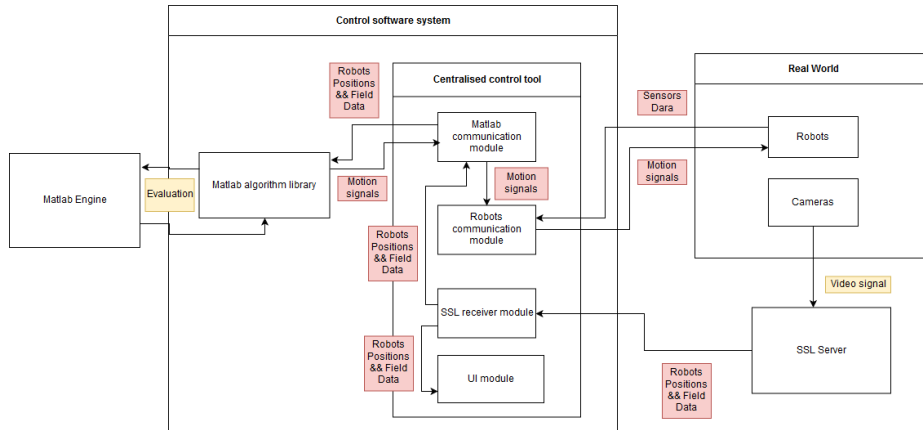 Control software system
Real World
Centralised control tool
Robots
Positions
&& Field
Data
Sensors
Dara
Matlab
communication
module
Robots
Matlab Engine
Evaluation
Matlab algorithm library
Motion
signals
Motion
signals
Motion
signals
Cameras
Robots
communication
module
Robots
Positions
&& Field
Data
Video signal
SSL receiver module
Robots
Positions
&& Field
Data
SSL Server
UI module
Robots
Positions
&& Field
Data